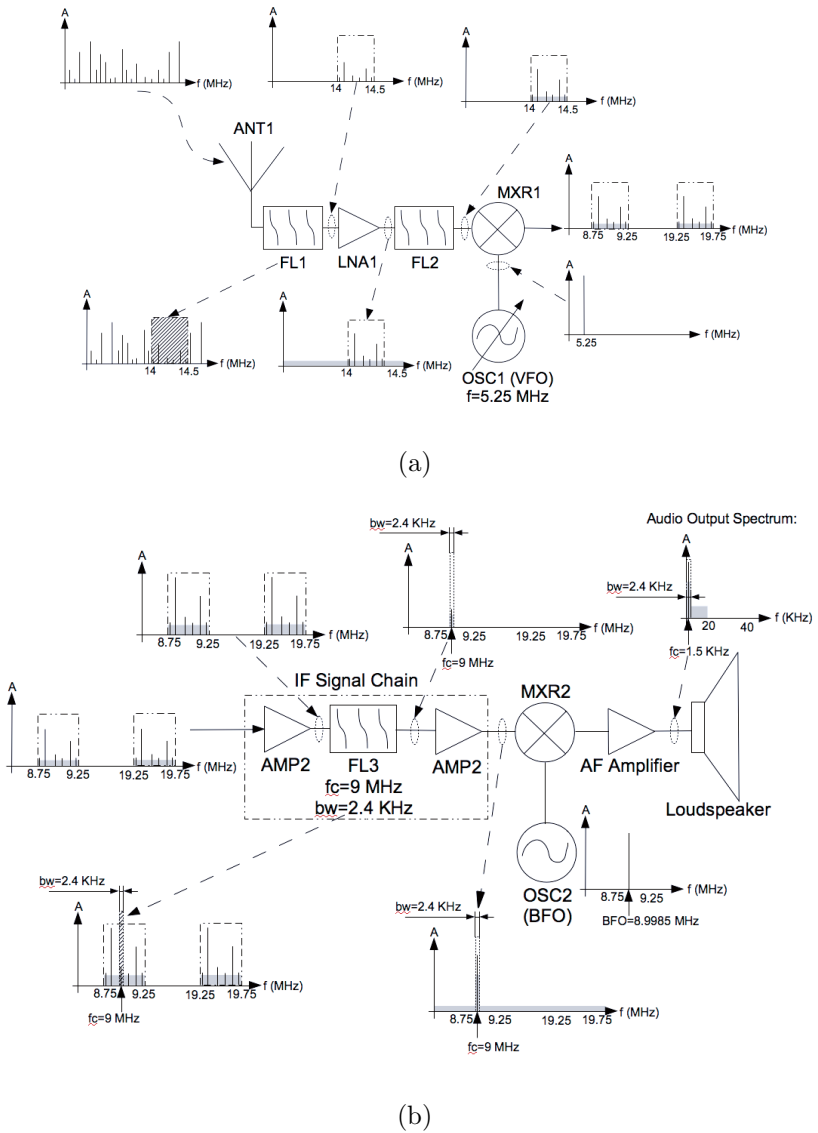 A
f (MHz)
A
14
14.5
f (MHz)
A
14
14.5
f (MHz)
ANT1
MXR1
A
8.75
9.25
19.25
19.75
f (MHz)
FL1
LNA1
FL2
A
14
14.5
f (MHz)
A
14
14.5
f (MHz)
A
5.25
f (MHz)
OSC1 (VFO)
f=5.25 MHz
(a)
bw=2.4 KHz
Audio Output Spectrum:
A
8.75
9.25
19.25
19.75
f (MHz)
A
8.75
9.25
19.25
19.75
f (MHz)
fc=9 MHz
A
bw=2.4 KHz
20
40
f (KHz)
fc=1.5 KHz
IF Signal Chain
MXR2
A
8.75
9.25
19.25
19.75
f (MHz)
AMP2
FL3
fc=9 MHz
bw=2.4 KHz
AMP2
AF Amplifier
Loudspeaker
OSC2
(BFO)
A
8.75
9.25
f (MHz)
BFO=8.9985 MHz
bw=2.4 KHz
A
8.75
9.25
19.25
19.75
f (MHz)
fc=9 MHz
bw=2.4 KHz
A
8.75
9.25
19.25
19.75
f (MHz)
fc=9 MHz
(b)